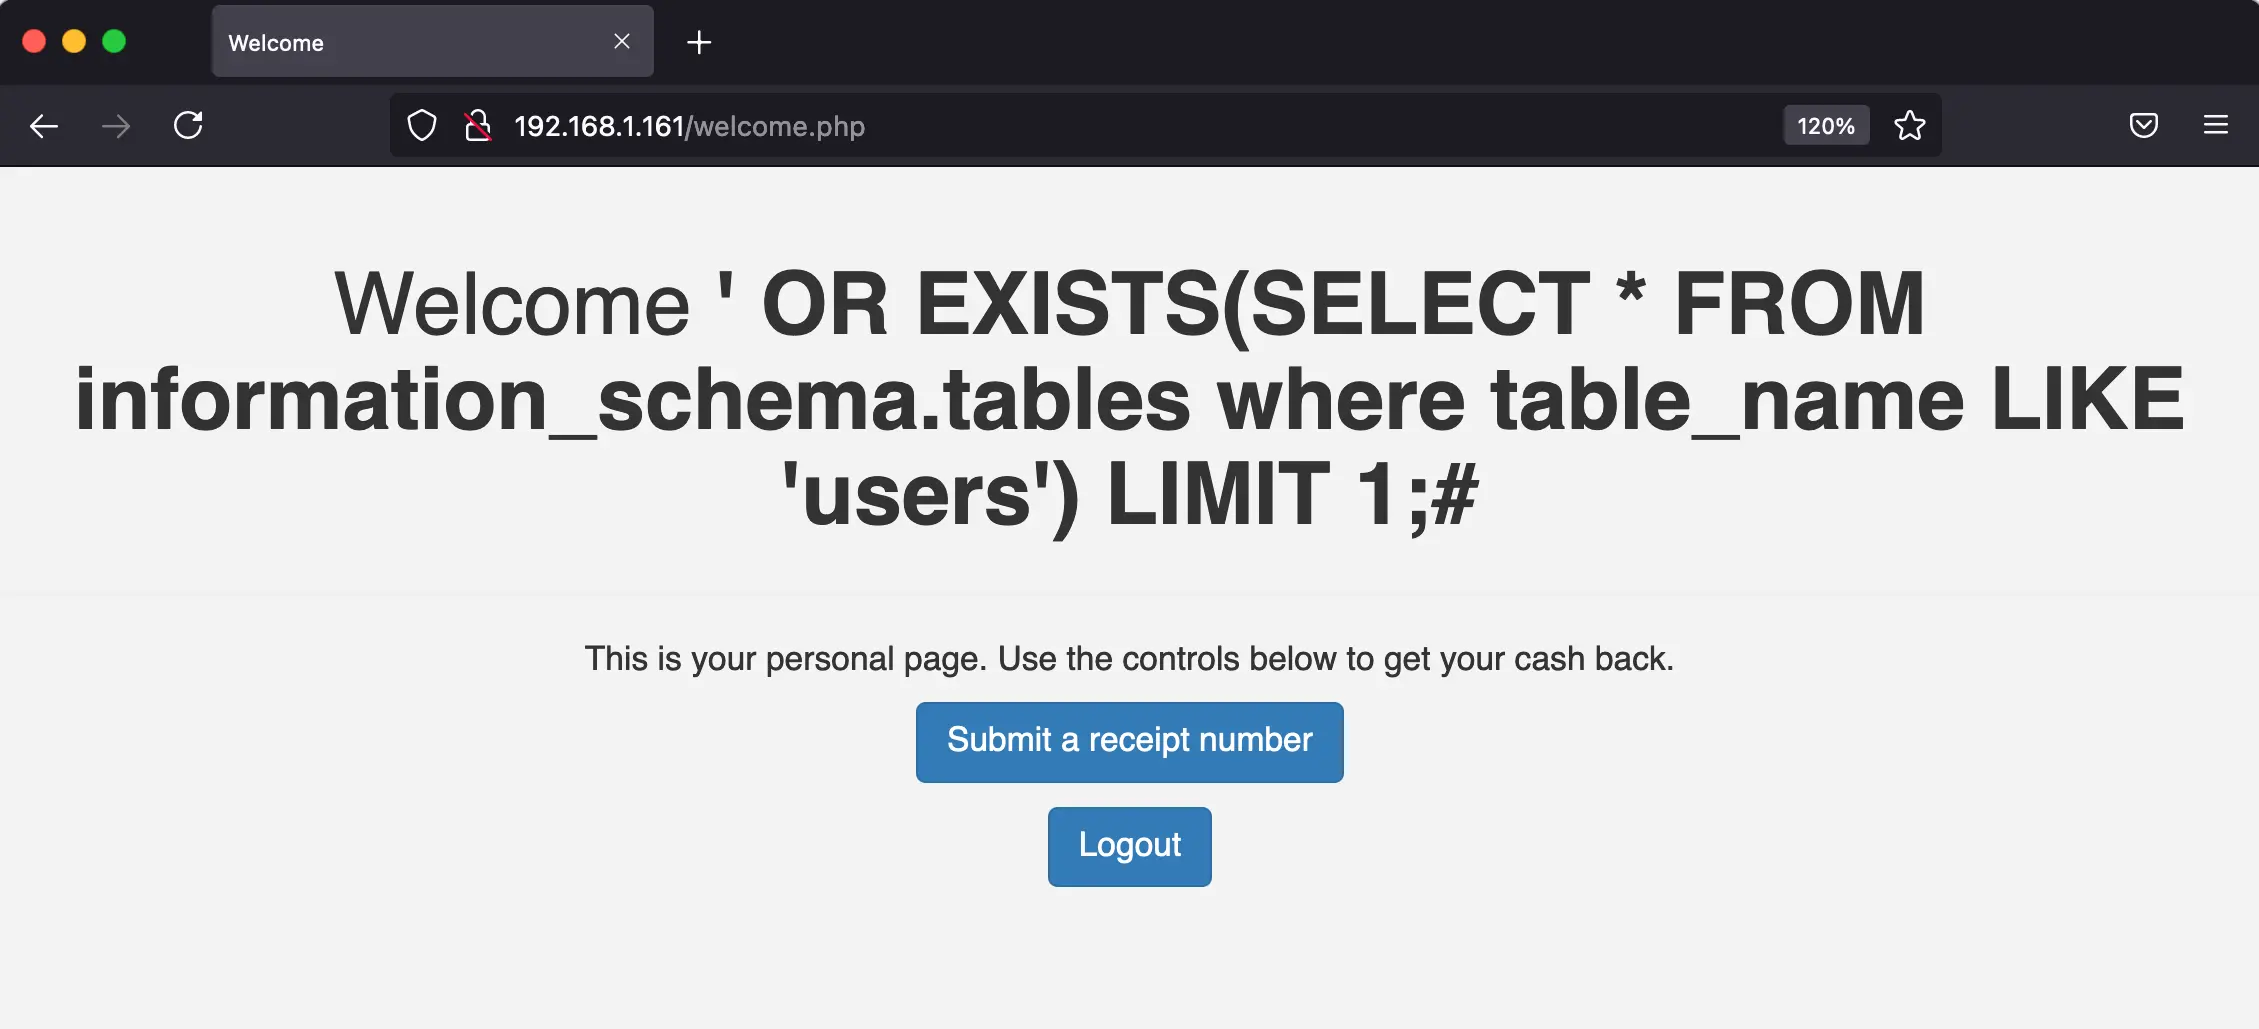 Welcome
192.168.1.161/welcome.php
120%
Welcome ' OR EXISTS(SELECT * FROM
information_schema.tables where table_name LIKE
'users') LIMIT 1;#
This is your personal page. Use the controls below to get your cash back.
Submit a receipt number
Logout